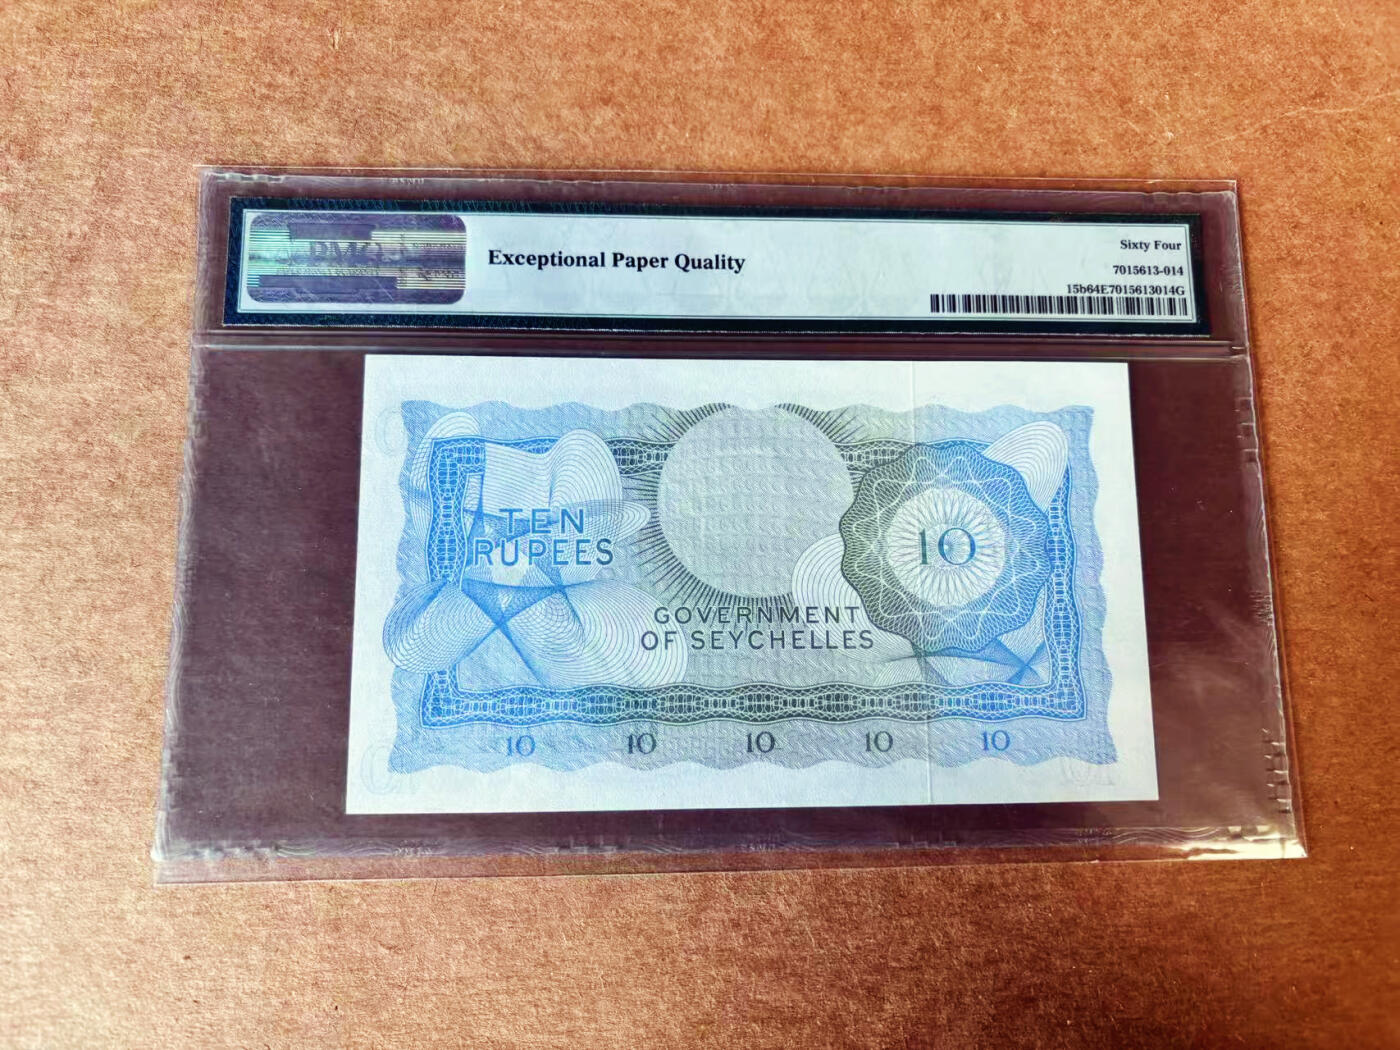 PMG
Exceptional Paper Quality
Sixty Four
7015613-014
15b64E7015613014G
TEN
RUPEES
10
GOVERNMENT
OF SEYCHELLES
10 10 10 10 10